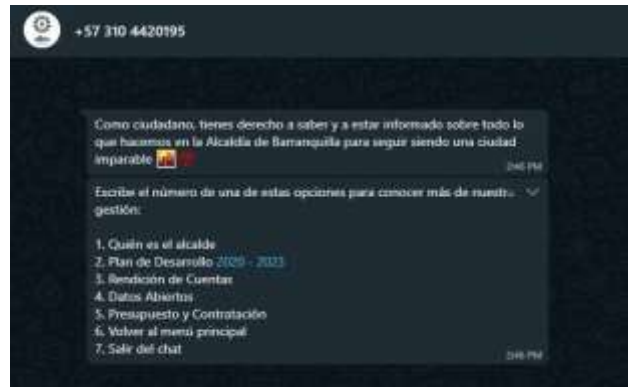 +57 310 4420195
Como ciudadano, tienes derecho a saber y a estar informado sobre todo lo
que hacemos en la Alcaldía de Barranquilla para seguir siendo una ciudad
imparable
2:46 PM
Escribe el número de una de estas opciones para conocer más de nuestra
gestión:
1. Quién es el alcalde
2. Plan de Desarrollo 2020 - 2023
3. Rendición de Cuentas
4. Datos Abiertos
5. Presupuesto y Contratación
6. Volver al menú principal
7. Salir del chat
2:46 PM